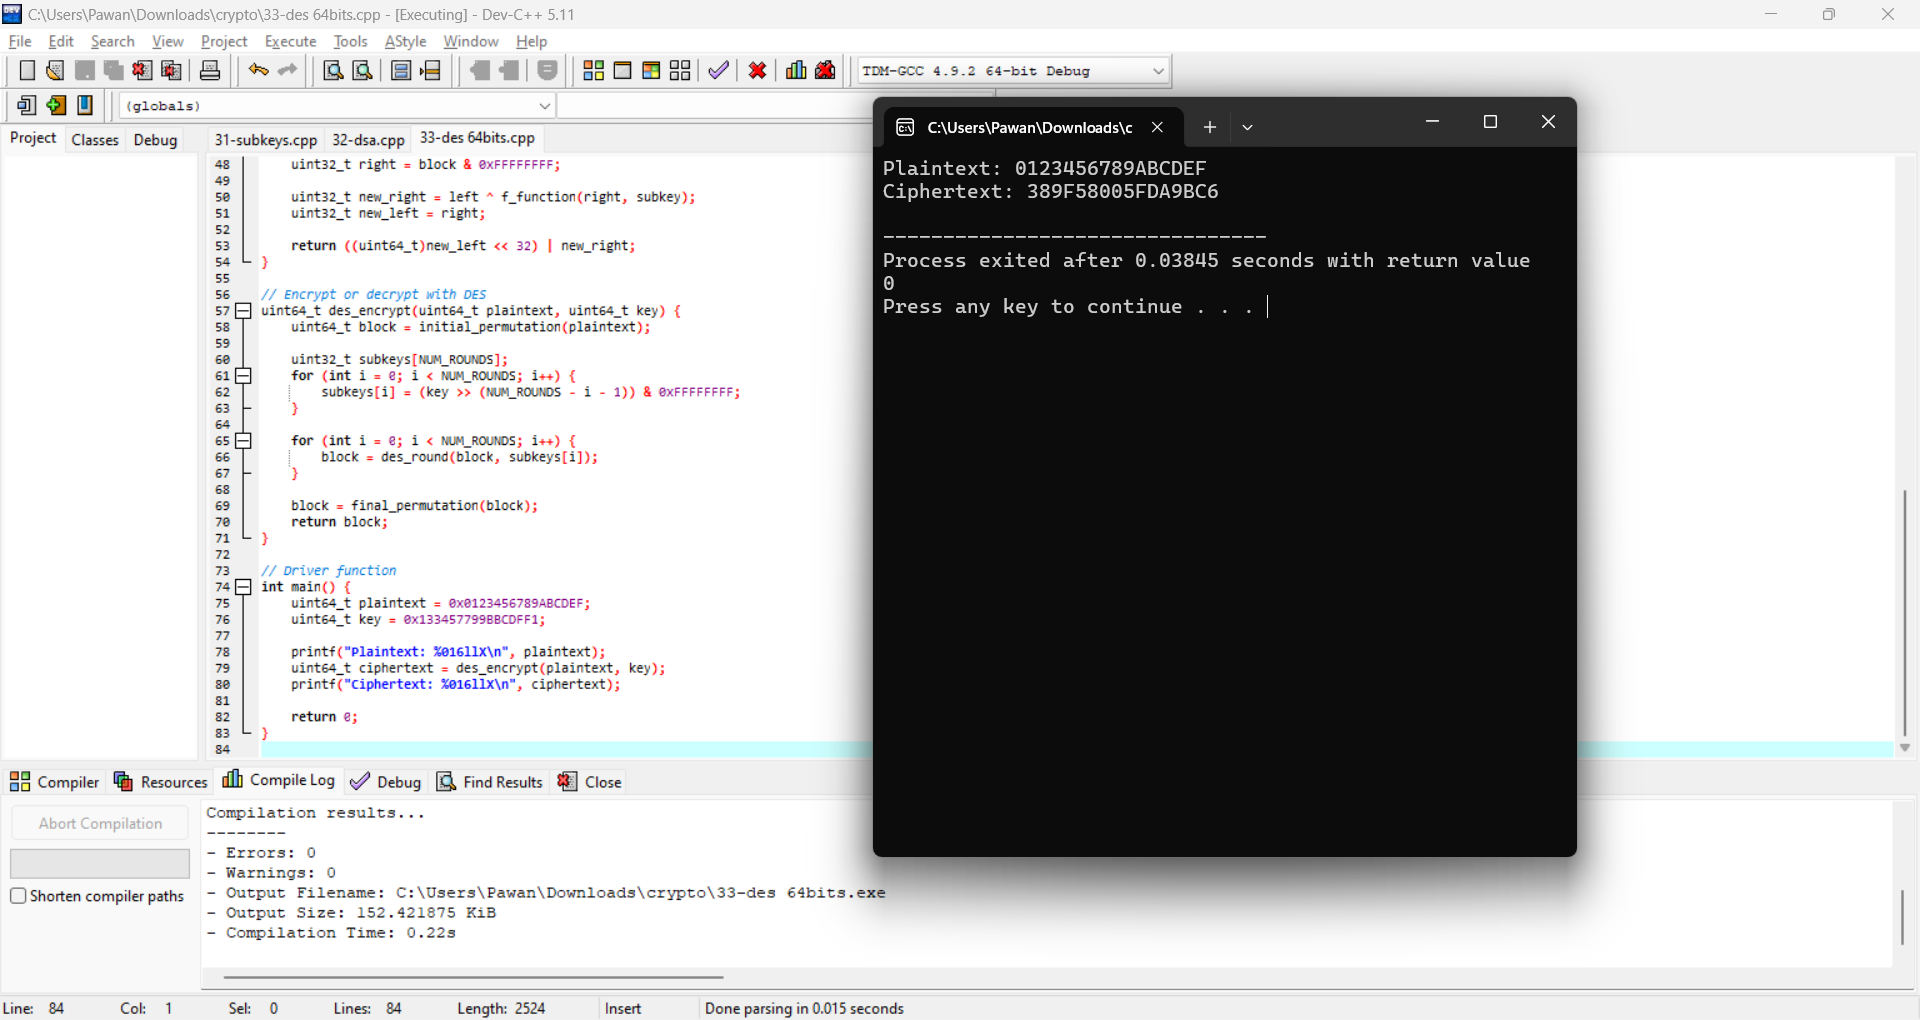 C:\Users\Pawan\Downloads\crypto\33-des 64bits.cpp - [Executing] - Dev-C++ 5.11
File Edit Search View Project Execute Tools AStyle Window Help
TDM-GCC 4.9.2 64-bit Debug
(globals)
Project Classes Debug
31-subkeys.cpp 32-dsa.cpp 33-des 64bits.cpp
48 uint32_t right = block & 0xFFFFFFFF;
49
50 uint32_t new_right = left ^ f_function(right, subkey);
51 uint32_t new_left = right;
52
53 return ((uint64_t)new_left << 32) | new_right;
54 }
55
56 // Encrypt or decrypt with DES
57 uint64_t des_encrypt(uint64_t plaintext, uint64_t key) {
58 uint64_t block = initial_permutation(plaintext);
59
60 uint32_t subkeys[NUM_ROUNDS];
61 for (int i = 0; i < NUM_ROUNDS; i++) {
62 subkeys[i] = (key >> (NUM_ROUNDS - i - 1)) & 0xFFFFFFFF;
63 }
64
65 for (int i = 0; i < NUM_ROUNDS; i++) {
66 block = des_round(block, subkeys[i]);
67 }
68
69 block = final_permutation(block);
70 return block;
71 }
72
73 // Driver function
74 int main() {
75 uint64_t plaintext = 0x0123456789ABCDEF;
76 uint64_t key = 0x133457799BBCDFF1;
77
78 printf("Plaintext: %016llX\n", plaintext);
79 uint64_t ciphertext = des_encrypt(plaintext, key);
80 printf("Ciphertext: %016llX\n", ciphertext);
81
82 return 0;
83 }
84
C:\Users\Pawan\Downloads\c
Plaintext: 0123456789ABCDEF
Ciphertext: 389F58005FDA9BC6
--------------------------------
Process exited after 0.03845 seconds with return value
0
Press any key to continue . . .
Compiler Resources Compile Log Debug Find Results Close
Abort Compilation
Shorten compiler paths
Compilation results...
--------
- Errors: 0
- Warnings: 0
- Output Filename: C:\Users\Pawan\Downloads\crypto\33-des 64bits.exe
- Output Size: 152.421875 KiB
- Compilation Time: 0.22s
Line: 84 Col: 1 Sel: 0 Lines: 84 Length: 2524 Insert Done parsing in 0.015 seconds